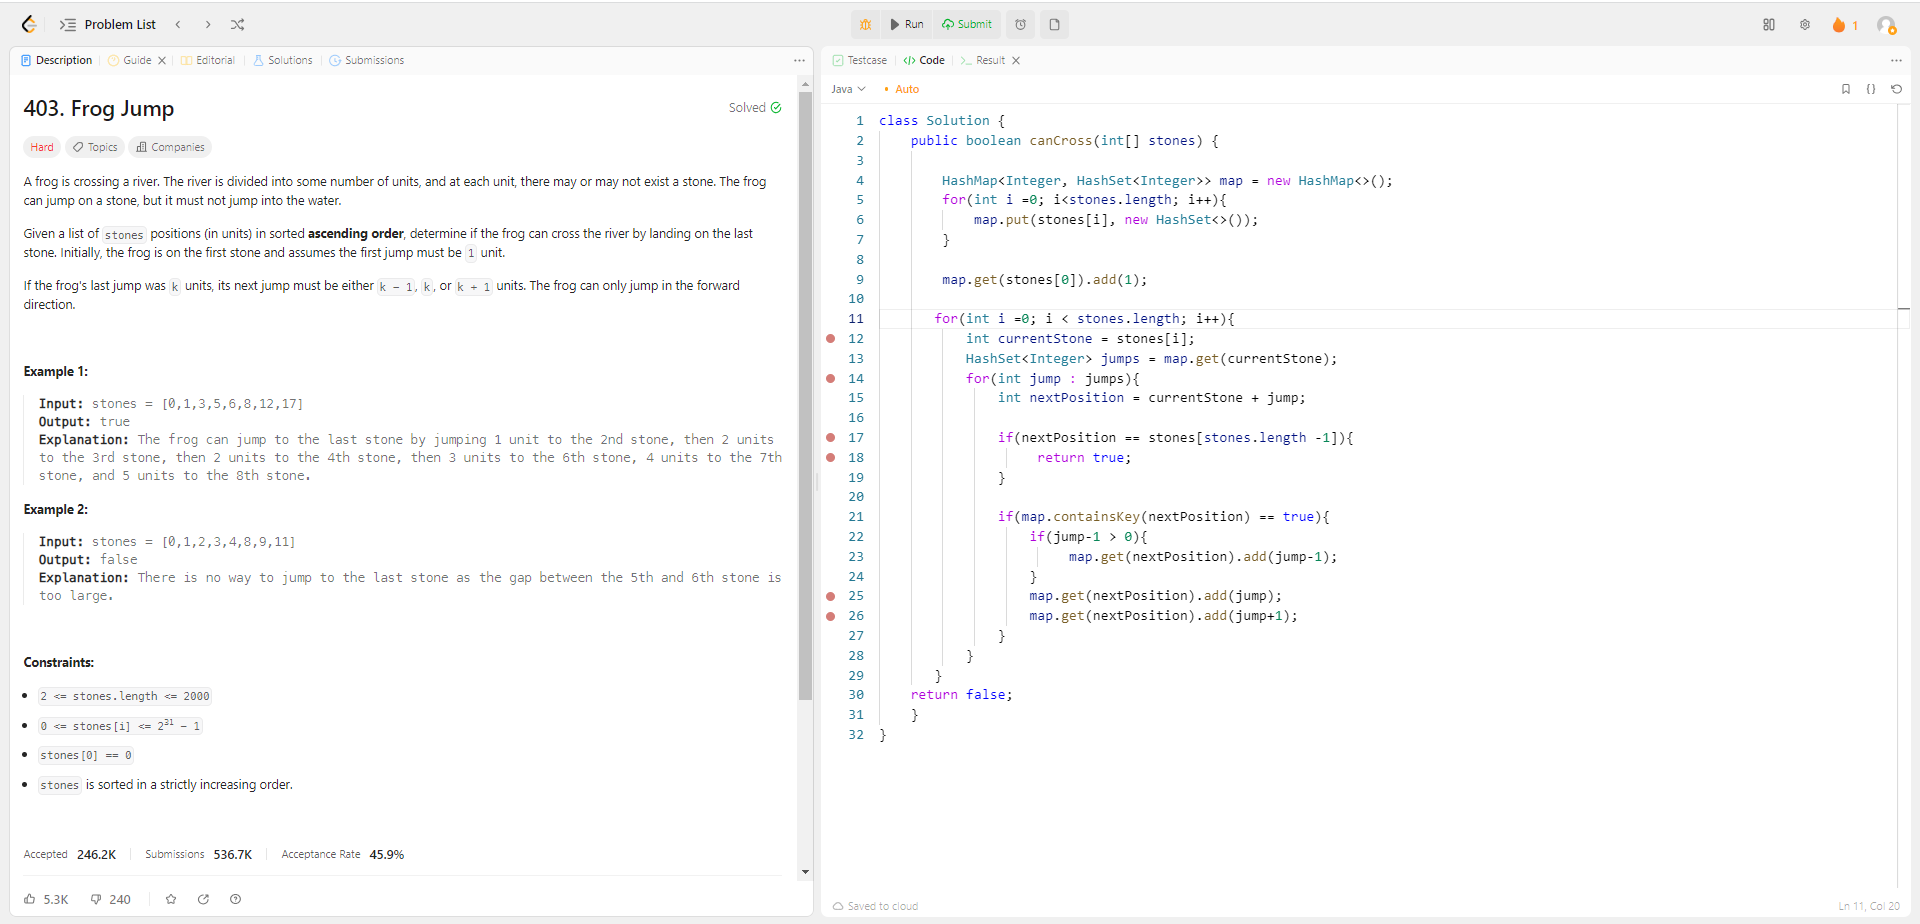 Problem List
Run
Submit
1
Description
Guide
Editorial
Solutions
Submissions
403. Frog Jump
Solved
Hard
Topics
Companies
A frog is crossing a river. The river is divided into some number of units, and at each unit, there may or may not exist a stone. The frog
can jump on a stone, but it must not jump into the water.
Given a list of stones positions (in units) in sorted ascending order, determine if the frog can cross the river by landing on the last
stone. Initially, the frog is on the first stone and assumes the first jump must be 1 unit.
If the frog's last jump was k units, its next jump must be either k - 1, k, or k + 1 units. The frog can only jump in the forward
direction.
Example 1:
Input: stones = [0,1,3,5,6,8,12,17]
Output: true
Explanation: The frog can jump to the last stone by jumping 1 unit to the 2nd stone, then 2 units
to the 3rd stone, then 2 units to the 4th stone, then 3 units to the 6th stone, 4 units to the 7th
stone, and 5 units to the 8th stone.
Example 2:
Input: stones = [0,1,2,3,4,8,9,11]
Output: false
Explanation: There is no way to jump to the last stone as the gap between the 5th and 6th stone is
too large.
Constraints:
• 2 <= stones.length <= 2000
• 0 <= stones[i] <= 2³¹ - 1
• stones[0] == 0
• stones is sorted in a strictly increasing order.
Accepted 246.2K
Submissions 536.7K
Acceptance Rate 45.9%
5.3K
240
Testcase
Code
Result
Java
• Auto
1 class Solution {
2 public boolean canCross(int[] stones) {
3
4 HashMap<Integer, HashSet<Integer>> map = new HashMap<>();
5 for(int i =0; i<stones.length; i++){
6 map.put(stones[i], new HashSet<>());
7 }
8
9 map.get(stones[0]).add(1);
10
11 for(int i =0; i < stones.length; i++){
12 int currentStone = stones[i];
13 HashSet<Integer> jumps = map.get(currentStone);
14 for(int jump : jumps){
15 int nextPosition = currentStone + jump;
16
17 if(nextPosition == stones[stones.length -1]){
18 return true;
19 }
20
21 if(map.containsKey(nextPosition) == true){
22 if(jump-1 > 0){
23 map.get(nextPosition).add(jump-1);
24 }
25 map.get(nextPosition).add(jump);
26 map.get(nextPosition).add(jump+1);
27 }
28 }
29 }
30 return false;
31 }
32 }
Saved to cloud
Ln 11, Col 20